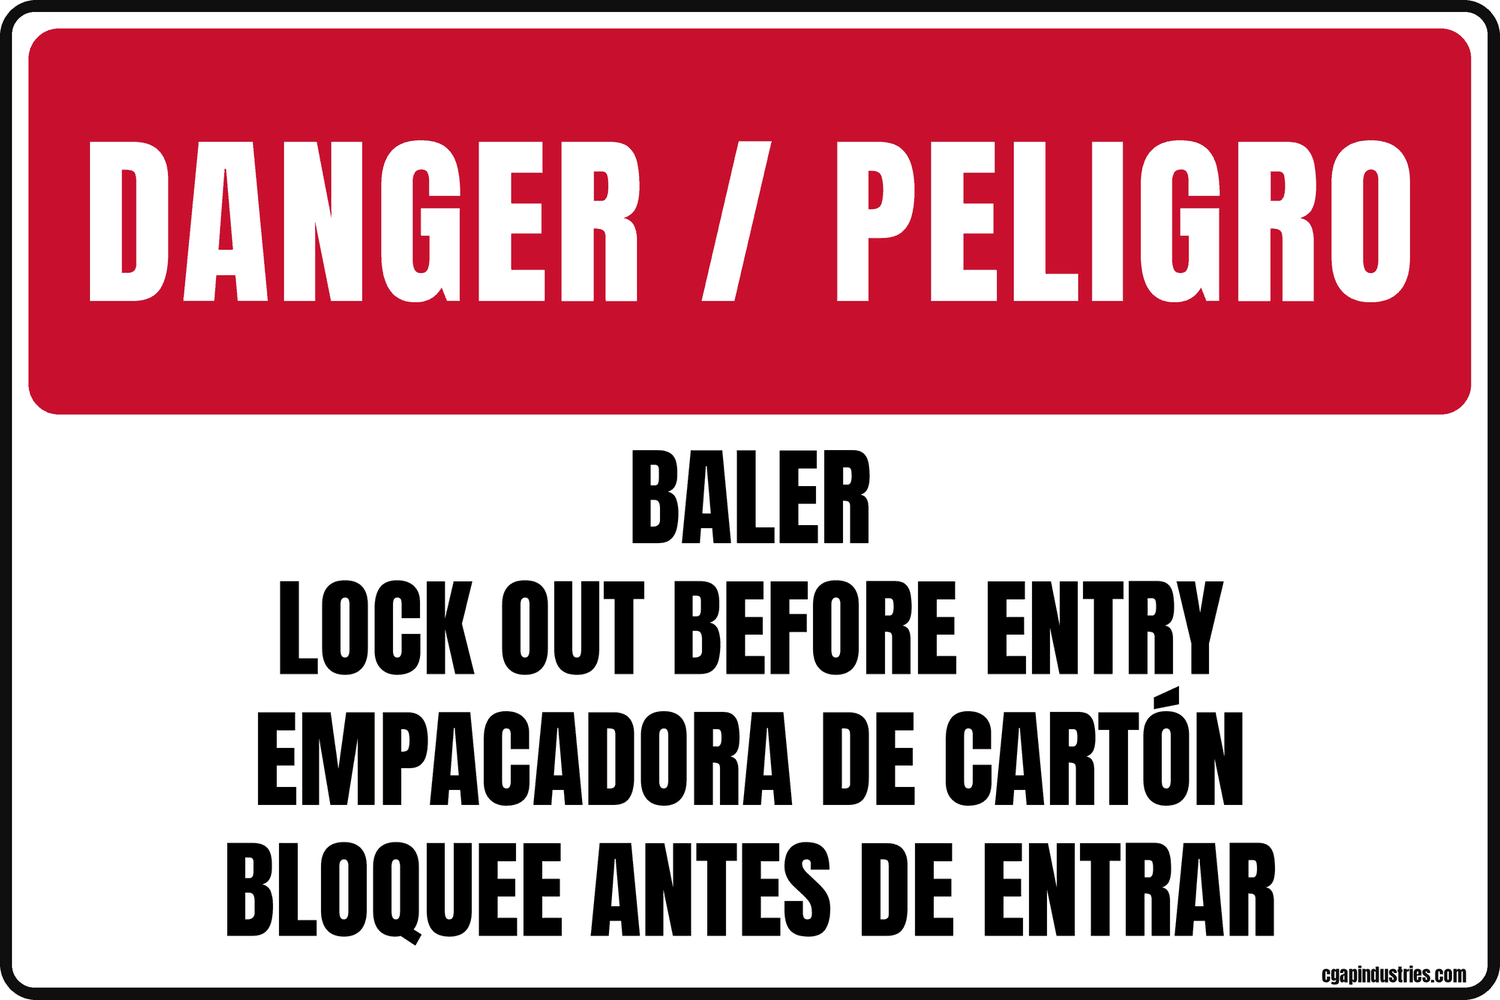 DANGER / PELIGRO
BALER
LOCK OUT BEFORE ENTRY
EMPACADORA DE CARTÓN
BLOQUEE ANTES DE ENTRAR
cgapindustries.com